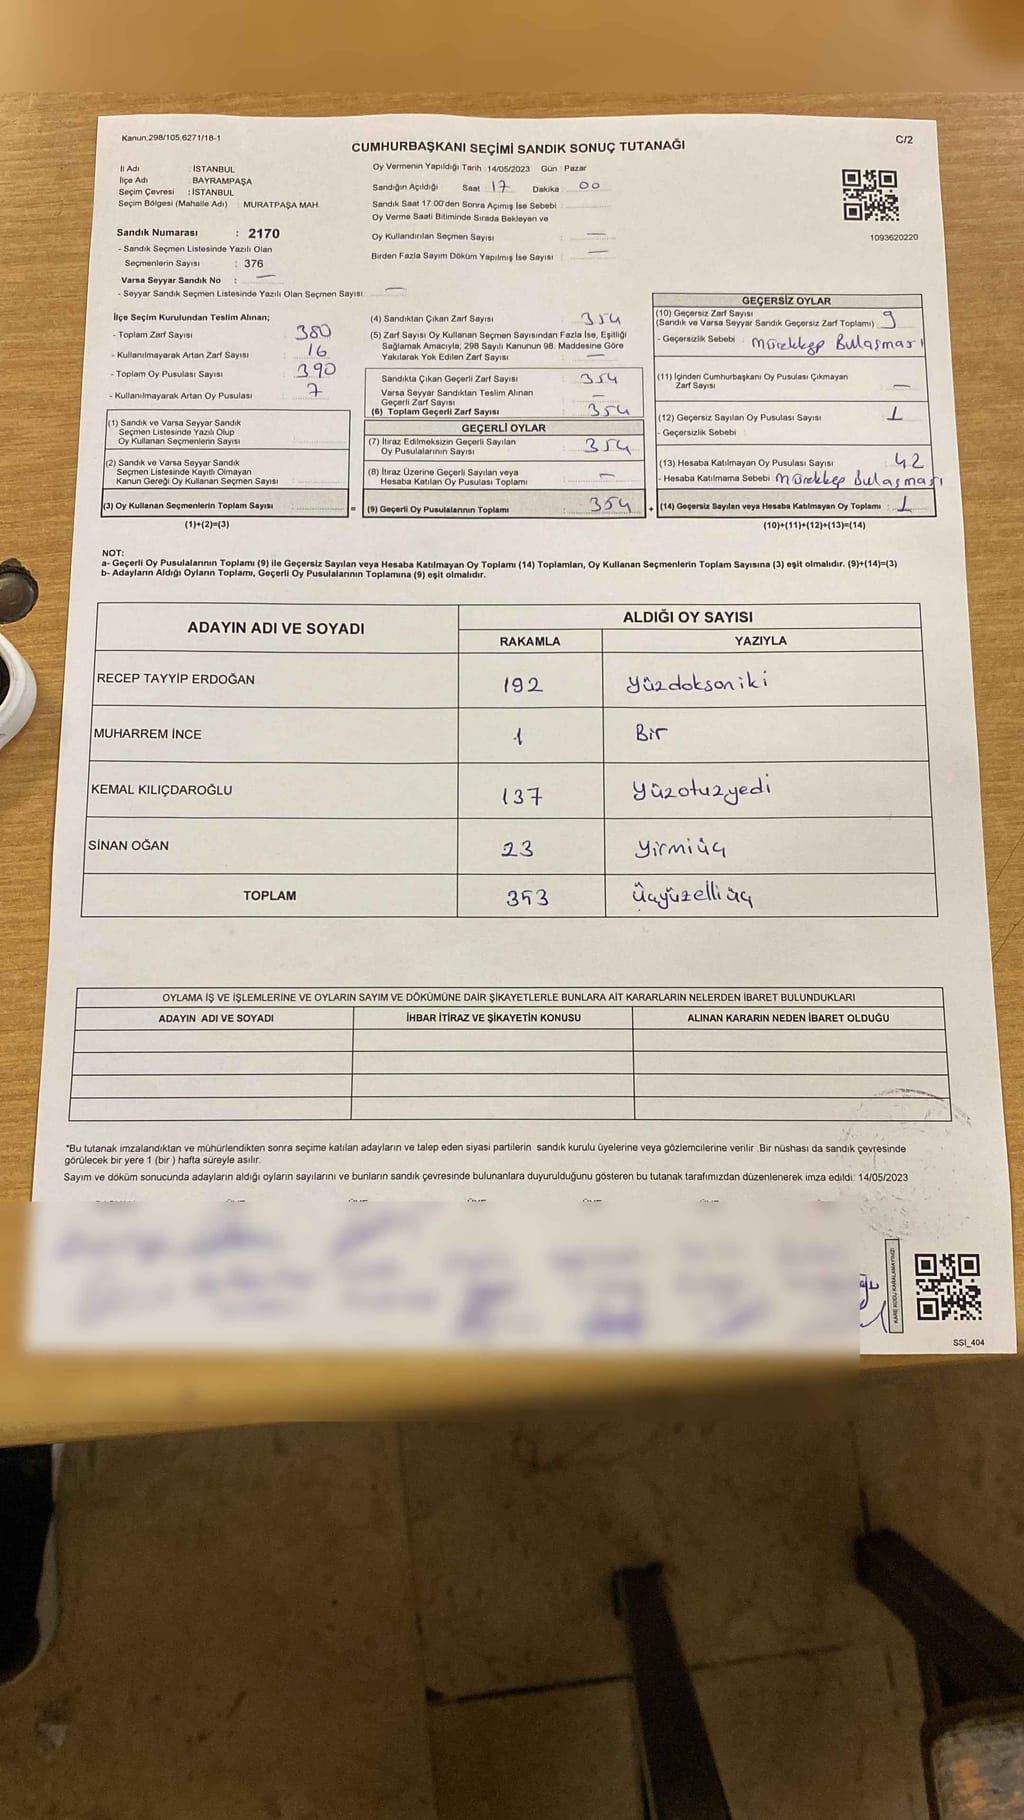 Kanun,298/105,6271/18-1
C/2
CUMHURBAŞKANI SEÇİMİ SANDIK SONUÇ TUTANAĞI
İl Adı : İSTANBUL
İlçe Adı : BAYRAMPAŞA
Seçim Çevresi : İSTANBUL
Seçim Bölgesi (Mahalle Adı) MURATPAŞA MAH.
Sandık Numarası : 2170
- Sandık Seçmen Listesinde Yazılı Olan
Seçmenlerin Sayısı : 376
Varsa Seyyar Sandık No : —
- Seyyar Sandık Seçmen Listesinde Yazılı Olan Seçmen Sayısı: —
Oy Vermenin Yapıldığı Tarih : 14/05/2023 Gün : Pazar
Sandığın Açıldığı Saat : 17 Dakika : 00
Sandık Saat 17:00'den Sonra Açımış İse Sebebi :
Oy Verme Saati Bitiminde Sırada Bekleyen ve
Oy Kullandırılan Seçmen Sayısı : —
Birden Fazla Sayım Döküm Yapılmış İse Sayısı : —
1093620220
İlçe Seçim Kurulundan Teslim Alınan;
- Toplam Zarf Sayısı : 380
- Kullanılmayarak Artan Zarf Sayısı : 16
- Toplam Oy Pusulası Sayısı : 390
- Kullanılmayarak Artan Oy Pusulası : 7
(1) Sandık ve Varsa Seyyar Sandık
Seçmen Listesinde Yazılı Olup
Oy Kullanan Seçmenlerin Sayısı :
(2) Sandık ve Varsa Seyyar Sandık
Seçmen Listesinde Kayıtlı Olmayan
Kanun Gereği Oy Kullanan Seçmen Sayısı :
(3) Oy Kullanan Seçmenlerin Toplam Sayısı :
(1)+(2)=(3)
=
(4) Sandıktan Çıkan Zarf Sayısı : 354
(5) Zarf Sayısı Oy Kullanan Seçmen Sayısından Fazla İse, Eşitliği
Sağlamak Amacıyla, 298 Sayılı Kanunun 98. Maddesine Göre
Yakılarak Yok Edilen Zarf Sayısı : —
Sandıkta Çıkan Geçerli Zarf Sayısı : 354
Varsa Seyyar Sandıktan Teslim Alınan
Geçerli Zarf Sayısı : —
(6) Toplam Geçerli Zarf Sayısı : 354
GEÇERLİ OYLAR
(7) İtiraz Edilmeksizin Geçerli Sayılan
Oy Pusulalarının Sayısı : 354
(8) İtiraz Üzerine Geçerli Sayılan veya
Hesaba Katılan Oy Pusulası Toplamı : —
(9) Geçerli Oy Pusulalarının Toplamı : 354
+
GEÇERSİZ OYLAR
(10) Geçersiz Zarf Sayısı
(Sandık ve Varsa Seyyar Sandık Geçersiz Zarf Toplamı) : 9
- Geçersizlik Sebebi : Mürekkep Bulaşması
(11) İçinden Cumhurbaşkanı Oy Pusulası Çıkmayan
Zarf Sayısı : —
(12) Geçersiz Sayılan Oy Pusulası Sayısı : 1
- Geçersizlik Sebebi :
(13) Hesaba Katılmayan Oy Pusulası Sayısı : 42
- Hesaba Katılmama Sebebi : Mürekkep Bulaşması
(14) Geçersiz Sayılan veya Hesaba Katılmayan Oy Toplamı : 1
(10)+(11)+(12)+(13)=(14)
NOT:
a- Geçerli Oy Pusulalarının Toplamı (9) ile Geçersiz Sayılan veya Hesaba Katılmayan Oy Toplamı (14) Toplamları, Oy Kullanan Seçmenlerin Toplam Sayısına (3) eşit olmalıdır. (9)+(14)=(3)
b- Adayların Aldığı Oyların Toplamı, Geçerli Oy Pusulalarının Toplamına (9) eşit olmalıdır.
ADAYIN ADI VE SOYADI ALDIĞI OY SAYISI
RAKAMLA YAZIYLA
RECEP TAYYİP ERDOĞAN 192 yüzdoksoniki
MUHARREM İNCE 1 Bir
KEMAL KILIÇDAROĞLU 137 yüzotuzyedi
SİNAN OĞAN 23 yirmiüç
TOPLAM 353 üçyüzelliüç
OYLAMA İŞ VE İŞLEMLERİNE VE OYLARIN SAYIM VE DÖKÜMÜNE DAİR ŞİKAYETLERLE BUNLARA AİT KARARLARIN NELERDEN İBARET BULUNDUKLARI
ADAYIN ADI VE SOYADI İHBAR İTİRAZ VE ŞİKAYETİN KONUSU ALINAN KARARIN NEDEN İBARET OLDUĞU
*Bu tutanak imzalandıktan ve mühürlendikten sonra seçime katılan adayların ve talep eden siyasi partilerin sandık kurulu üyelerine veya gözlemcilerine verilir .Bir nüshası da sandık çevresinde
görülecek bir yere 1 (bir ) hafta süreyle asılır.
Sayım ve döküm sonucunda adayların aldığı oyların sayılarını ve bunların sandık çevresinde bulunanlara duyurulduğunu gösteren bu tutanak tarafımızdan düzenlenerek imza edildi: 14/05/2023
KARE KODU KARALAMAYINIZ!
SSI_404